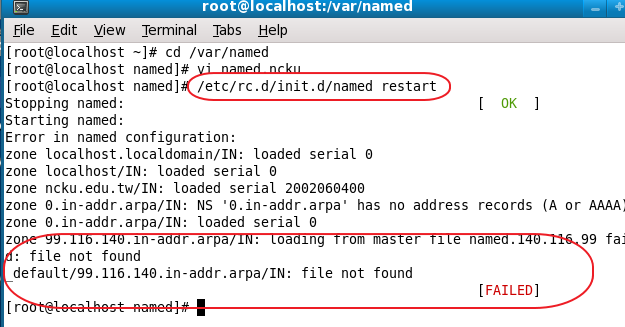 root@localhost:/var/named
File Edit View Terminal Tabs Help
[root@localhost ~]# cd /var/named
[root@localhost named]# vi named.ncku
[root@localhost named]# /etc/rc.d/init.d/named restart
Stopping named: [ OK ]
Starting named:
Error in named configuration:
zone localhost.localdomain/IN: loaded serial 0
zone localhost/IN: loaded serial 0
zone ncku.edu.tw/IN: loaded serial 2002060400
zone 0.in-addr.arpa/IN: NS '0.in-addr.arpa' has no address records (A or AAAA)
zone 0.in-addr.arpa/IN: loaded serial 0
zone 99.116.140.in-addr.arpa/IN: loading from master file named.140.116.99 fai
d: file not found
_default/99.116.140.in-addr.arpa/IN: file not found
[FAILED]
[root@localhost named]#